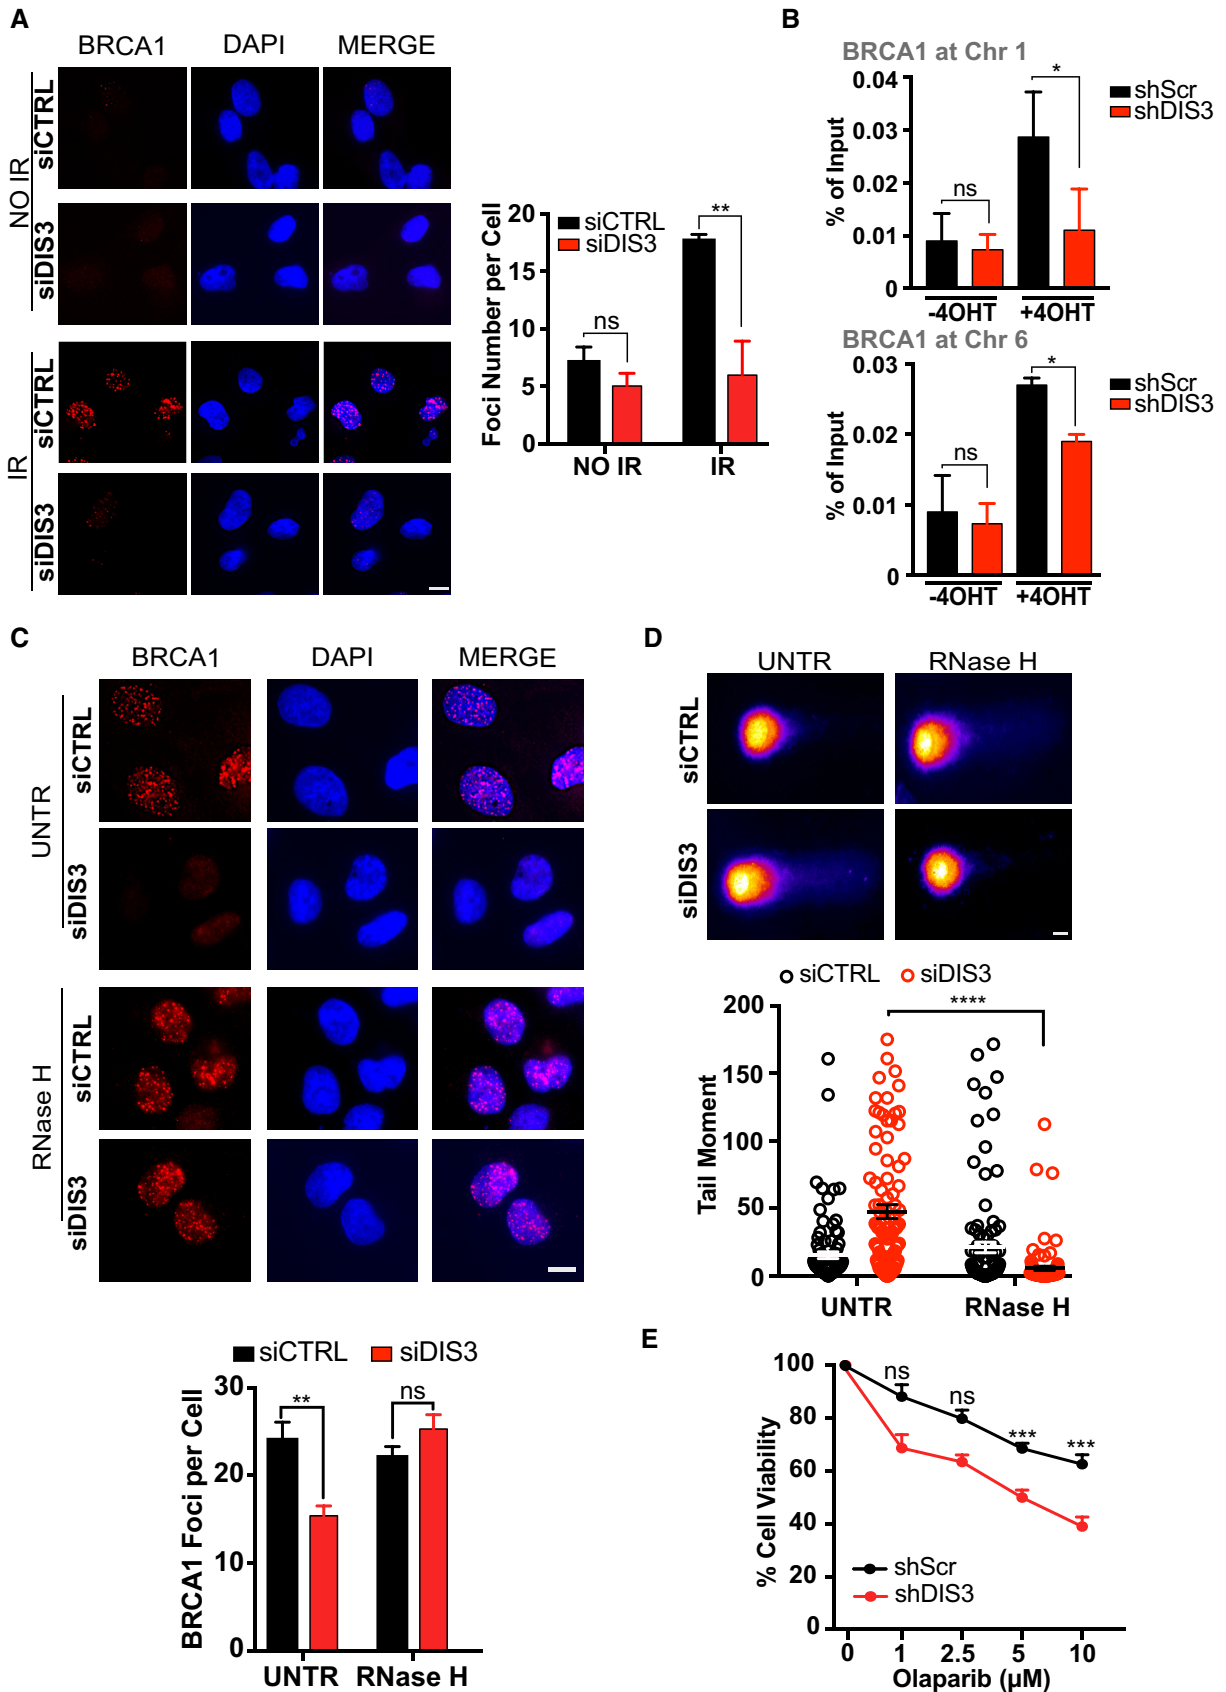 A
BRCA1 DAPI MERGE
NO IR
siCTRL
siDIS3
IR
siCTRL
siDIS3
Foci Number per Cell
20
15
10
5
0
siCTRL
siDIS3
ns
**
NO IR IR
B
BRCA1 at Chr 1
% of Input
0.04
0.03
0.02
0.01
0
ns
*
shScr
shDIS3
-4OHT +4OHT
BRCA1 at Chr 6
% of Input
0.03
0.02
0.01
0
ns
*
shScr
shDIS3
-4OHT +4OHT
C
BRCA1 DAPI MERGE
UNTR
siCTRL
siDIS3
RNase H
siCTRL
siDIS3
siCTRL siDIS3
BRCA1 Foci per Cell
30
20
10
0
**
ns
UNTR RNase H
D
UNTR RNase H
siCTRL
siDIS3
siCTRL siDIS3
****
Tail Moment
200
150
100
50
0
UNTR RNase H
E
% Cell Viability
100
80
60
40
20
0
ns
ns
***
***
shScr
shDIS3
0 1 2.5 5 10
Olaparib (µM)